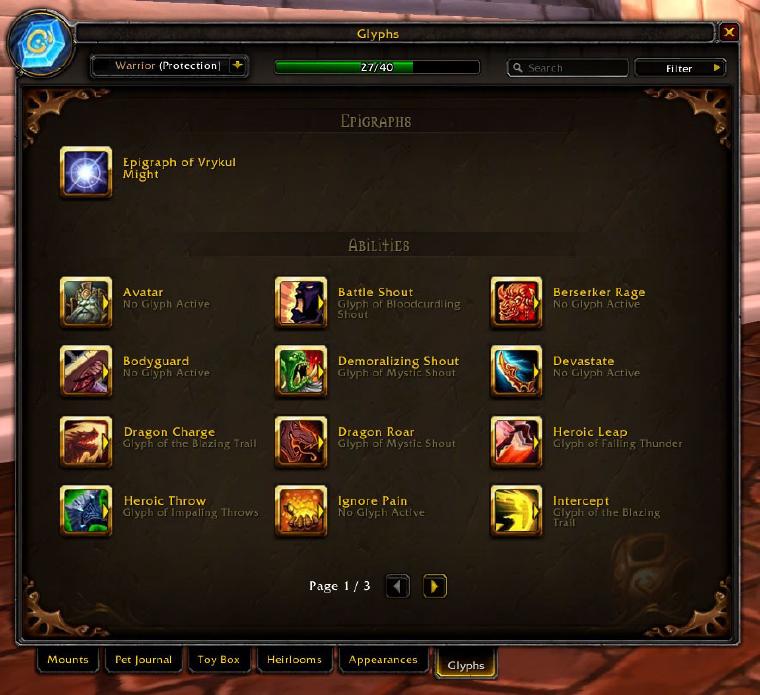 Glyphs
Warrior (Protection)
27/40
Search
Filter
Epigraphs
Epigraph of Vrykul
Might
Abilities
Avatar
No Glyph Active
Battle Shout
Glyph of Bloodcurdling
Shout
Berserker Rage
No Glyph Active
Bodyguard
No Glyph Active
Demoralizing Shout
Glyph of Mystic Shout
Devastate
No Glyph Active
Dragon Charge
Glyph of the Blazing Trail
Dragon Roar
Glyph of Mystic Shout
Heroic Leap
Glyph of Falling Thunder
Heroic Throw
Glyph of Impaling Throws
Ignore Pain
No Glyph Active
Intercept
Glyph of the Blazing
Trail
Page 1 / 3
Mounts
Pet Journal
Toy Box
Heirlooms
Appearances
Glyphs